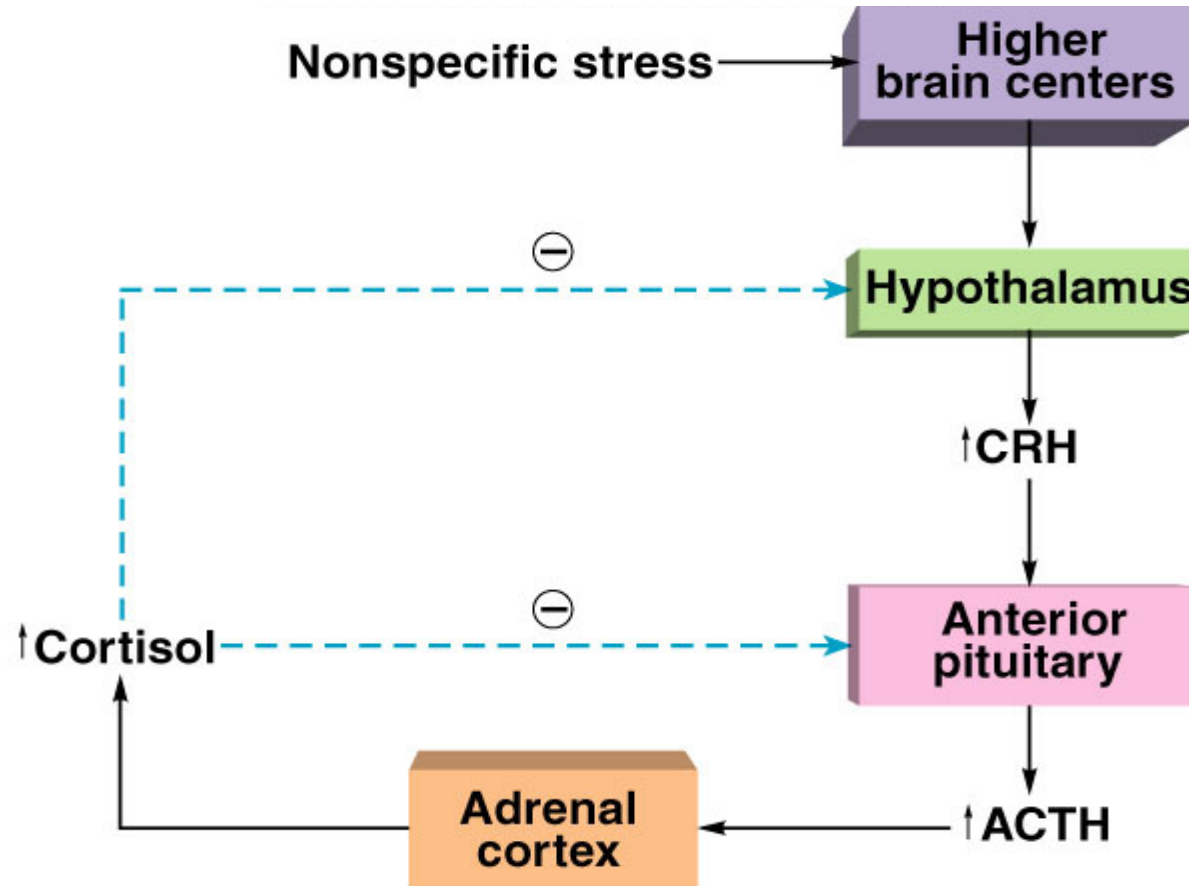 Nonspecific stress
Higher
brain centers
⊖
Hypothalamus
↑CRH
⊖
↑Cortisol
Anterior
pituitary
Adrenal
cortex
↑ACTH